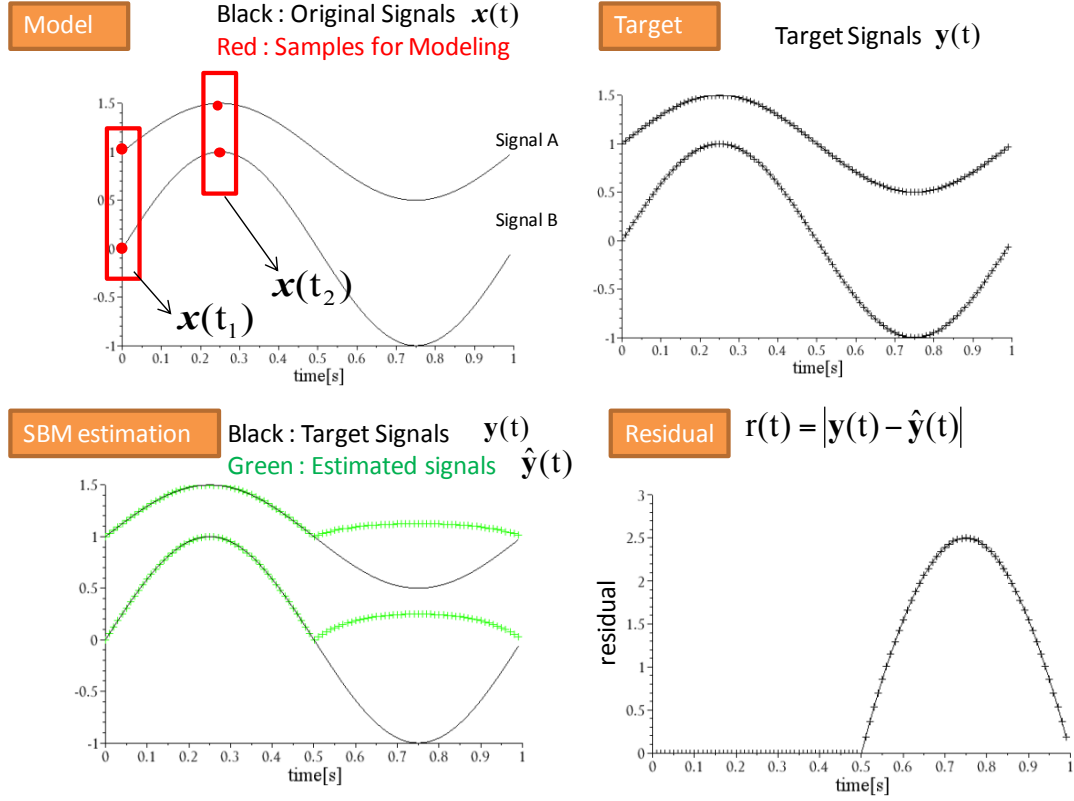 Model
Black : Original Signals x(t)
Red : Samples for Modeling
1.5
1
0.5
0
-0.5
-1
Signal A
Signal B
x(t₁)
x(t₂)
0 0.1 0.2 0.3 0.4 0.5 0.6 0.7 0.8 0.9 1
time[s]
Target
Target Signals y(t)
1.5
1
0.5
0
-0.5
-1
0 0.1 0.2 0.3 0.4 0.5 0.6 0.7 0.8 0.9 1
time[s]
SBM estimation
Black : Target Signals y(t)
Green : Estimated signals ŷ(t)
1.5
1
0.5
0
-0.5
-1
0 0.1 0.2 0.3 0.4 0.5 0.6 0.7 0.8 0.9 1
time[s]
Residual
r(t) = |y(t) − ŷ(t)|
3
2.5
2
1.5
1
0.5
0
residual
0 0.1 0.2 0.3 0.4 0.5 0.6 0.7 0.8 0.9 1
time[s]